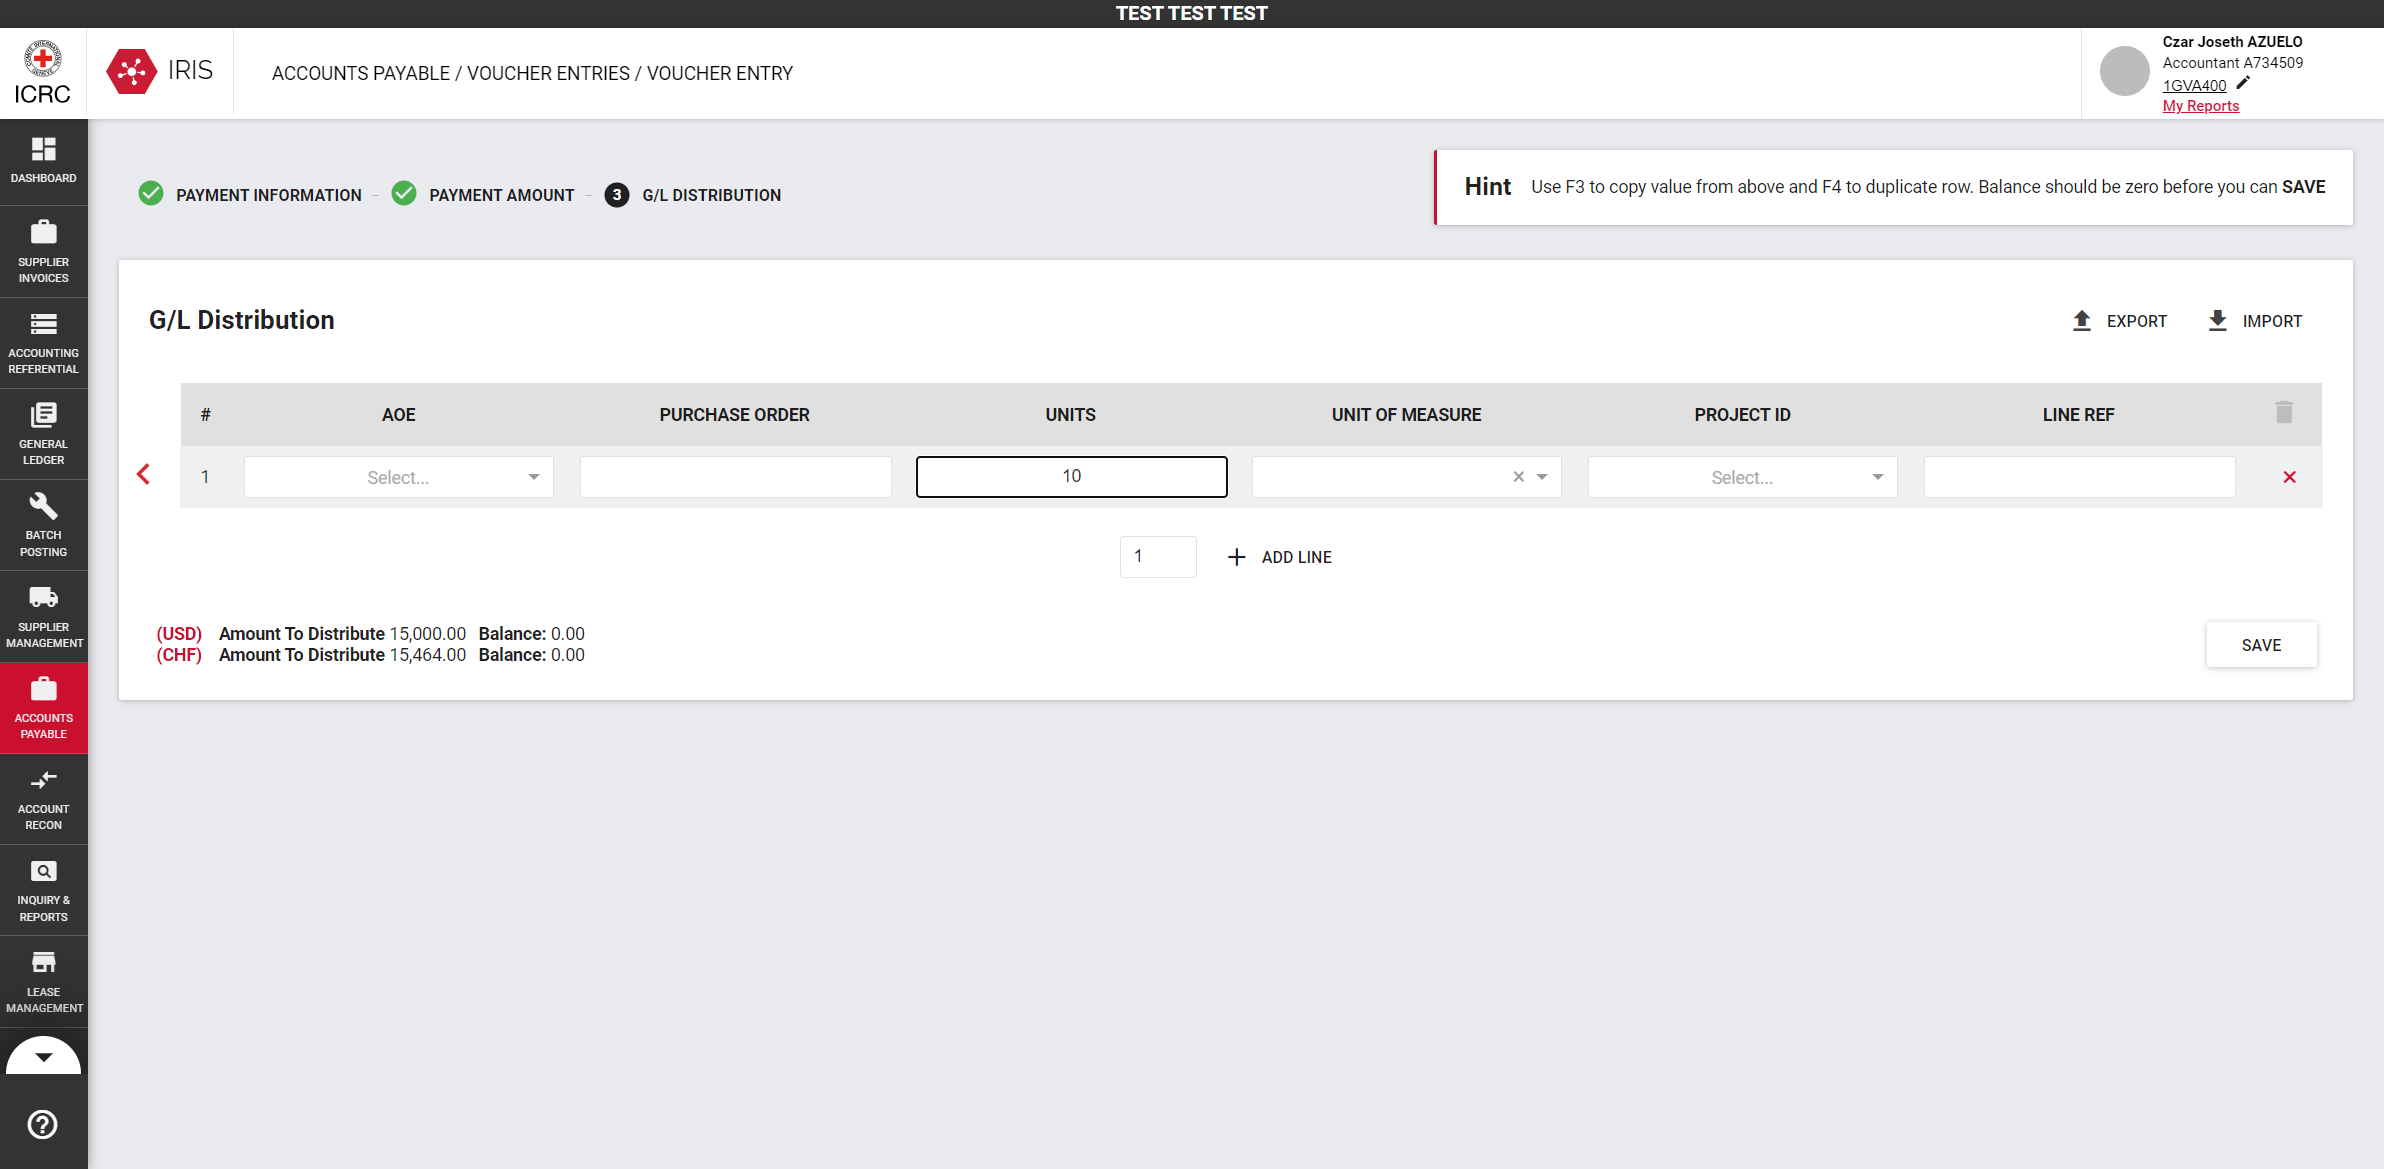 TEST TEST TEST
ICRC
IRIS
ACCOUNTS PAYABLE / VOUCHER ENTRIES / VOUCHER ENTRY
Czar Joseth AZUELO
Accountant A734509
1GVA400
My Reports
DASHBOARD
SUPPLIER
INVOICES
ACCOUNTING
REFERENTIAL
GENERAL
LEDGER
BATCH
POSTING
SUPPLIER
MANAGEMENT
ACCOUNTS
PAYABLE
ACCOUNT
RECON
INQUIRY &
REPORTS
LEASE
MANAGEMENT
PAYMENT INFORMATION – PAYMENT AMOUNT – 3 G/L DISTRIBUTION
Hint Use F3 to copy value from above and F4 to duplicate row. Balance should be zero before you can SAVE
G/L Distribution
EXPORT IMPORT
# AOE PURCHASE ORDER UNITS UNIT OF MEASURE PROJECT ID LINE REF
1 Select... 10 Select...
1 ADD LINE
(USD) Amount To Distribute 15,000.00 Balance: 0.00
(CHF) Amount To Distribute 15,464.00 Balance: 0.00
SAVE